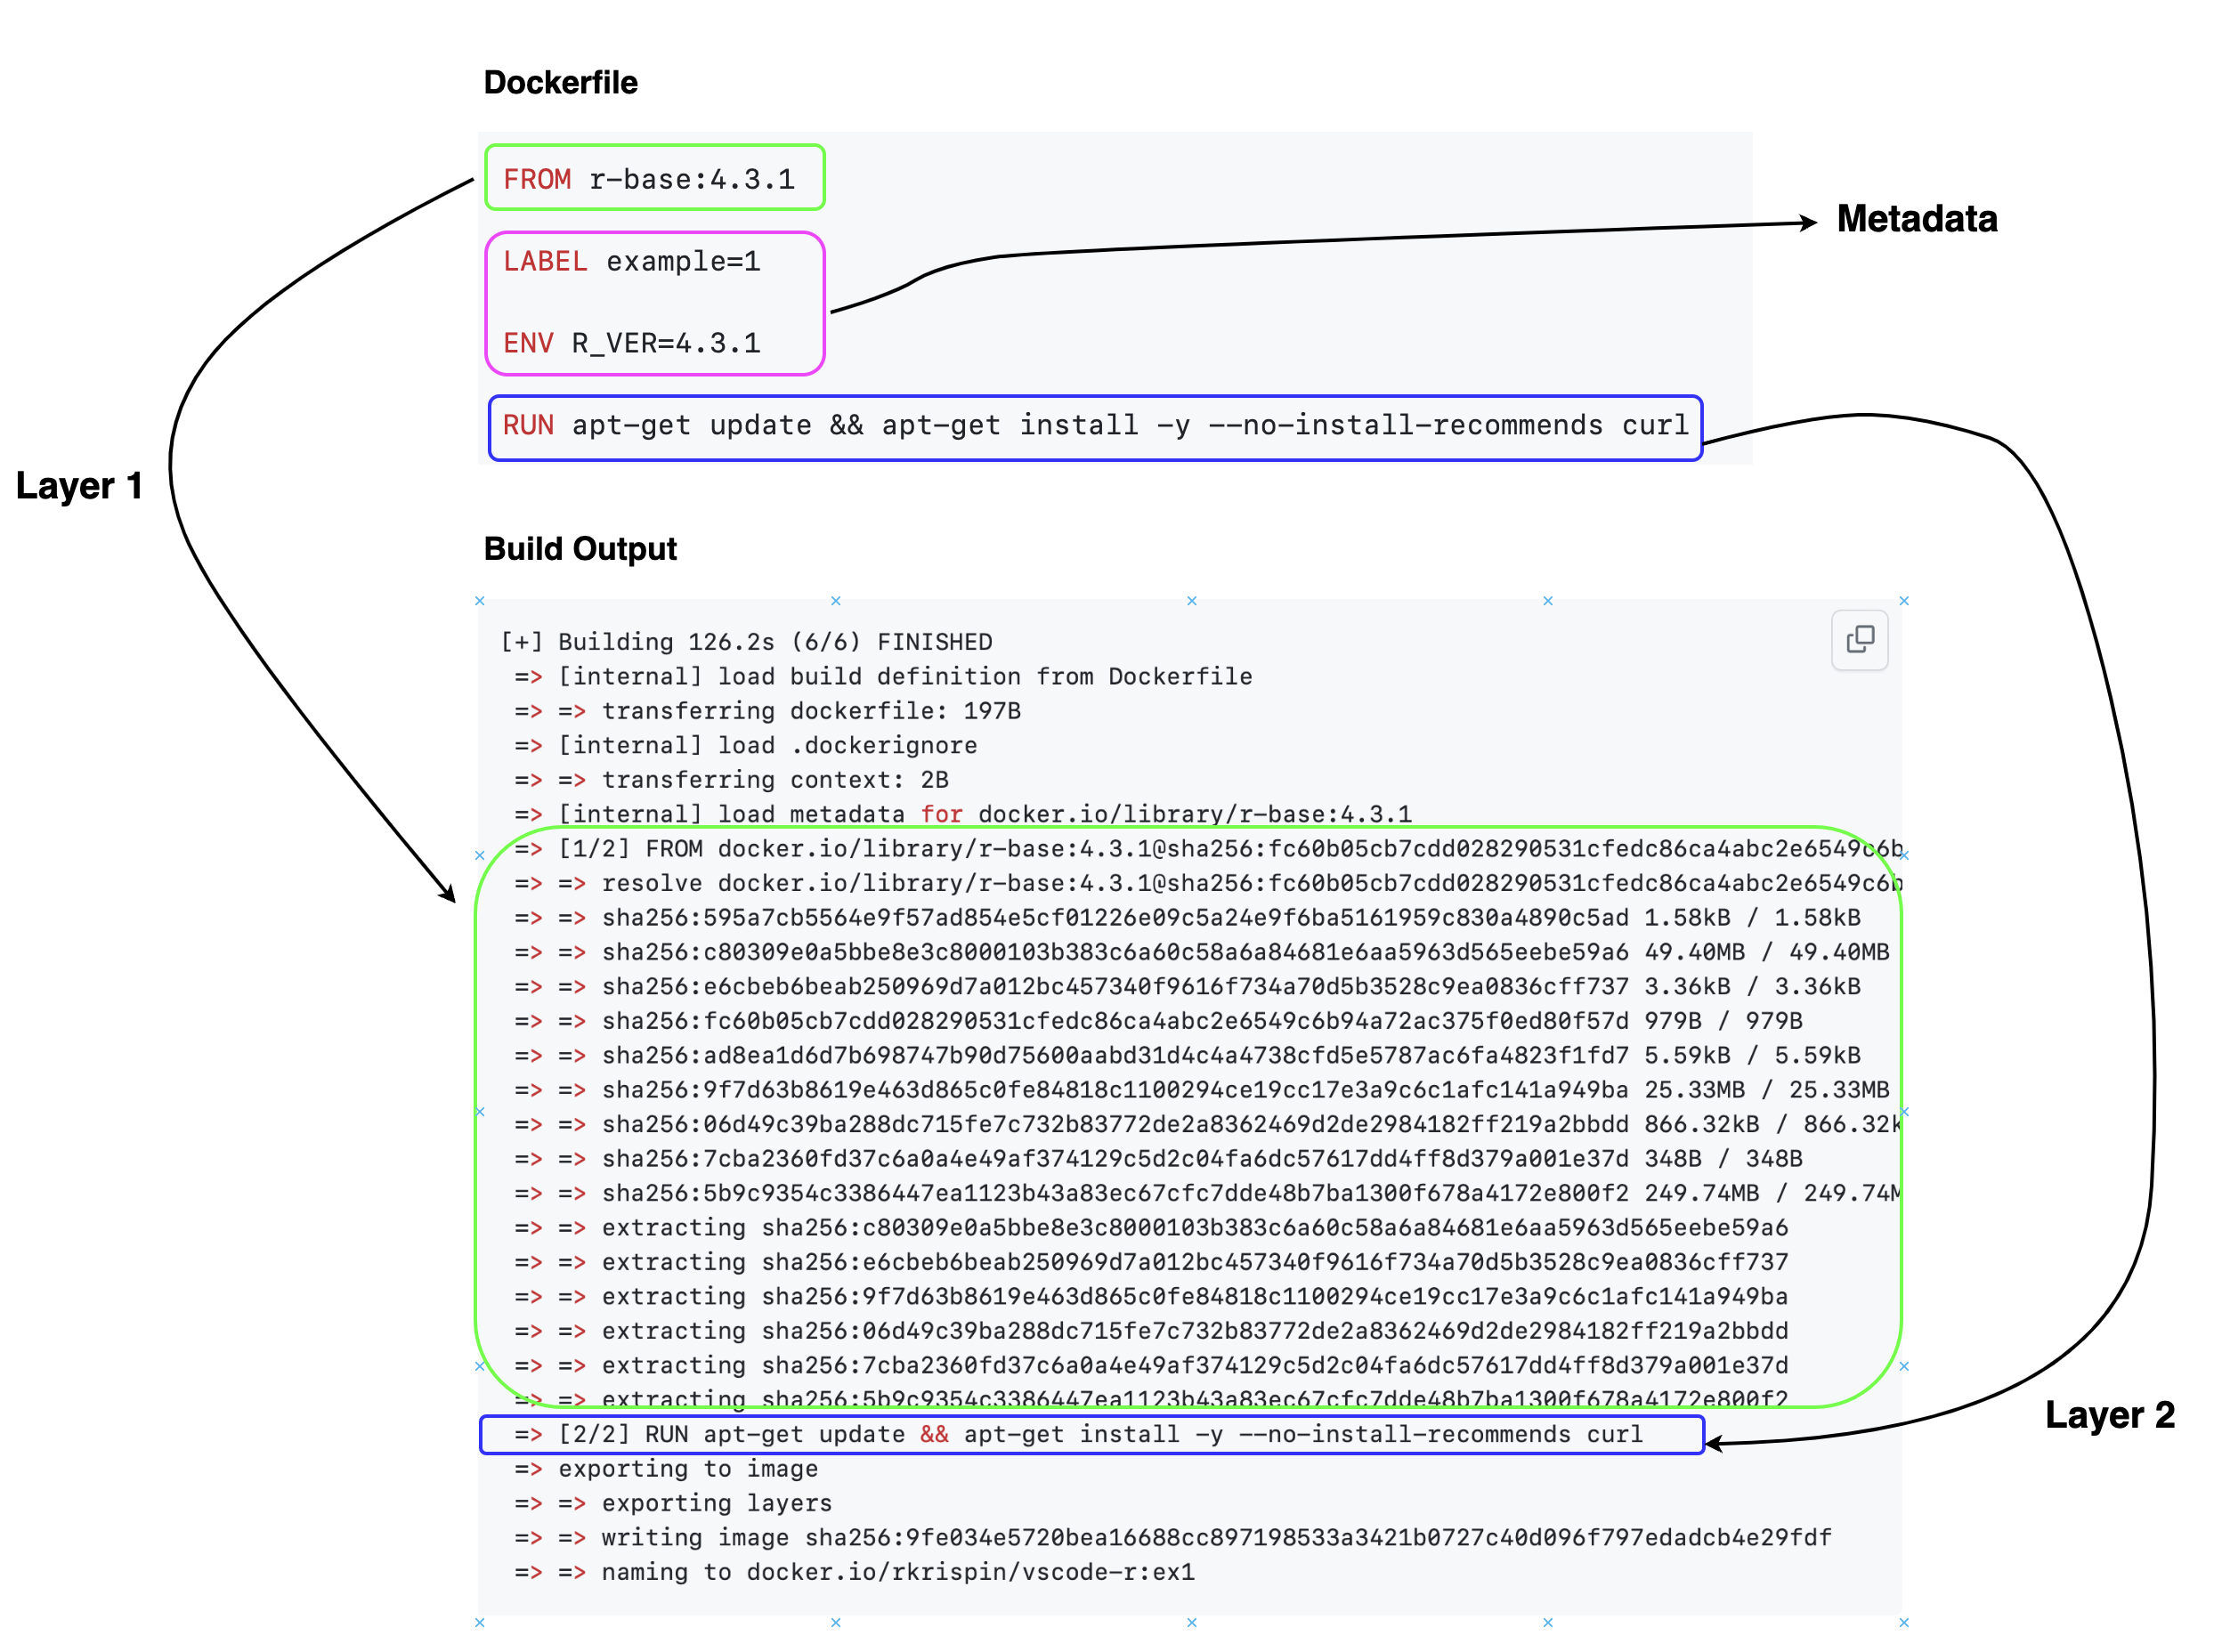 Dockerfile
FROM r-base:4.3.1
LABEL example=1
Metadata
ENV R_VER=4.3.1
RUN apt-get update && apt-get install -y --no-install-recommends curl
Layer 1
Build Output
[+] Building 126.2s (6/6) FINISHED
=> [internal] load build definition from Dockerfile
=> => transferring dockerfile: 197B
=> [internal] load .dockerignore
=> => transferring context: 2B
=> [internal] load metadata for docker.io/library/r-base:4.3.1
=> [1/2] FROM docker.io/library/r-base:4.3.1@sha256:fc60b05cb7cdd028290531cfedc86ca4abc2e6549c6b
=> => resolve docker.io/library/r-base:4.3.1@sha256:fc60b05cb7cdd028290531cfedc86ca4abc2e6549c6b
=> => sha256:595a7cb5564e9f57ad854e5cf01226e09c5a24e9f6ba5161959c830a4890c5ad 1.58kB / 1.58kB
=> => sha256:c80309e0a5bbe8e3c8000103b383c6a60c58a6a84681e6aa5963d565eebe59a6 49.40MB / 49.40MB
=> => sha256:e6cbeb6beab250969d7a012bc457340f9616f734a70d5b3528c9ea0836cff737 3.36kB / 3.36kB
=> => sha256:fc60b05cb7cdd028290531cfedc86ca4abc2e6549c6b94a72ac375f0ed80f57d 979B / 979B
=> => sha256:ad8ea1d6d7b698747b90d75600aabd31d4c4a4738cfd5e5787ac6fa4823f1fd7 5.59kB / 5.59kB
=> => sha256:9f7d63b8619e463d865c0fe84818c1100294ce19cc17e3a9c6c1afc141a949ba 25.33MB / 25.33MB
=> => sha256:06d49c39ba288dc715fe7c732b83772de2a8362469d2de2984182ff219a2bbdd 866.32kB / 866.32k
=> => sha256:7cba2360fd37c6a0a4e49af374129c5d2c04fa6dc57617dd4ff8d379a001e37d 348B / 348B
=> => sha256:5b9c9354c3386447ea1123b43a83ec67cfc7dde48b7ba1300f678a4172e800f2 249.74MB / 249.74M
=> => extracting sha256:c80309e0a5bbe8e3c8000103b383c6a60c58a6a84681e6aa5963d565eebe59a6
=> => extracting sha256:e6cbeb6beab250969d7a012bc457340f9616f734a70d5b3528c9ea0836cff737
=> => extracting sha256:9f7d63b8619e463d865c0fe84818c1100294ce19cc17e3a9c6c1afc141a949ba
=> => extracting sha256:06d49c39ba288dc715fe7c732b83772de2a8362469d2de2984182ff219a2bbdd
=> => extracting sha256:7cba2360fd37c6a0a4e49af374129c5d2c04fa6dc57617dd4ff8d379a001e37d
=> => extracting sha256:5b9c9354c3386447ea1123b43a83ec67cfc7dde48b7ba1300f678a4172e800f2
=> [2/2] RUN apt-get update && apt-get install -y --no-install-recommends curl
Layer 2
=> exporting to image
=> => exporting layers
=> => writing image sha256:9fe034e5720bea16688cc897198533a3421b0727c40d096f797edadcb4e29fdf
=> => naming to docker.io/rkrispin/vscode-r:ex1